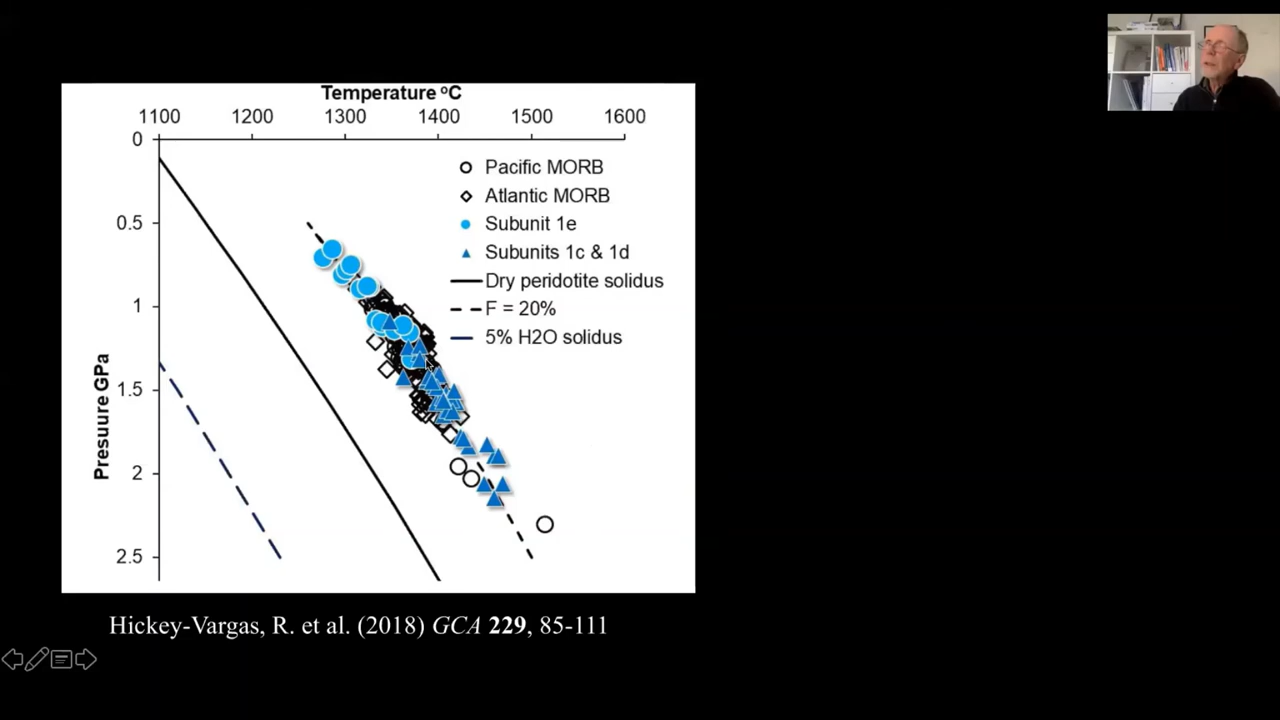 Temperature ºC
1100 1200 1300 1400 1500 1600
0
0.5
1
1.5
2
2.5
Presuure GPa
Pacific MORB
Atlantic MORB
Subunit 1e
Subunits 1c & 1d
Dry peridotite solidus
F = 20%
5% H2O solidus
Hickey-Vargas, R. et al. (2018) GCA 229, 85-111